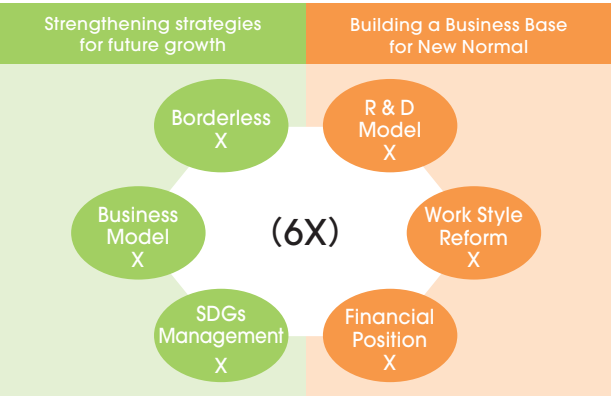 Strengthening strategies
for future growth
Building a Business Base
for New Normal
Borderless
X
R & D
Model
X
Business
Model
X
(6X)
Work Style
Reform
X
SDGs
Management
X
Financial
Position
X